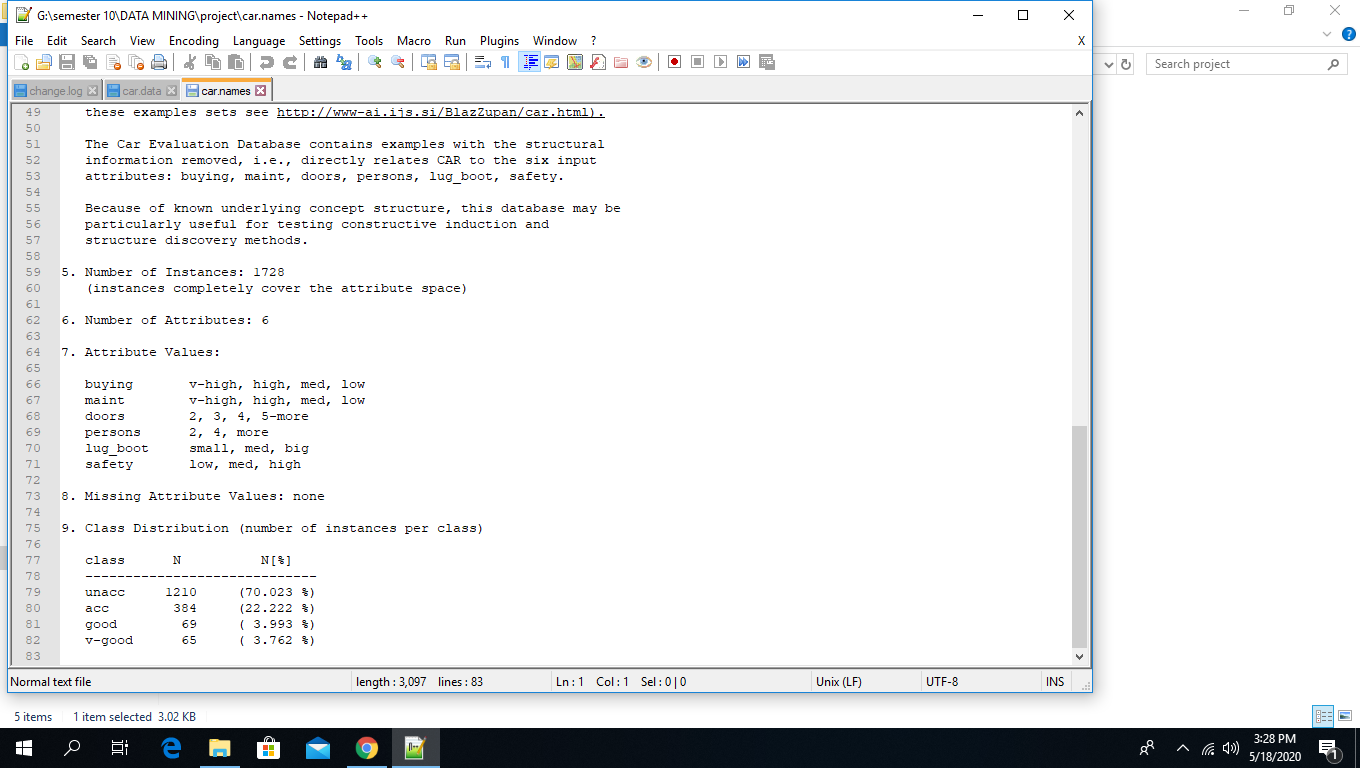 G:\semester 10\DATA MINING\project\car.names - Notepad++
File Edit Search View Encoding Language Settings Tools Macro Run Plugins Window ? X
Search project
change.log car.data car.names
49 these examples sets see http://www-ai.ijs.si/BlazZupan/car.html).
50
51 The Car Evaluation Database contains examples with the structural
52 information removed, i.e., directly relates CAR to the six input
53 attributes: buying, maint, doors, persons, lug_boot, safety.
54
55 Because of known underlying concept structure, this database may be
56 particularly useful for testing constructive induction and
57 structure discovery methods.
58
59 5. Number of Instances: 1728
60 (instances completely cover the attribute space)
61
62 6. Number of Attributes: 6
63
64 7. Attribute Values:
65
66 buying v-high, high, med, low
67 maint v-high, high, med, low
68 doors 2, 3, 4, 5-more
69 persons 2, 4, more
70 lug_boot small, med, big
71 safety low, med, high
72
73 8. Missing Attribute Values: none
74
75 9. Class Distribution (number of instances per class)
76
77 class N N[%]
78 -----------------------------
79 unacc 1210 (70.023 %)
80 acc 384 (22.222 %)
81 good 69 ( 3.993 %)
82 v-good 65 ( 3.762 %)
83
Normal text file length : 3,097 lines : 83 Ln : 1 Col : 1 Sel : 0 | 0 Unix (LF) UTF-8 INS
5 items 1 item selected 3.02 KB
3:28 PM
5/18/2020
1